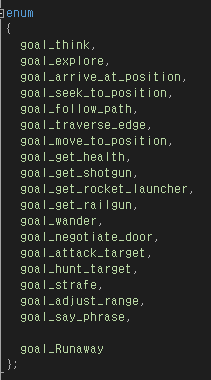 enum
{
goal_think,
goal_explore,
goal_arrive_at_position,
goal_seek_to_position,
goal_follow_path,
goal_traverse_edge,
goal_move_to_position,
goal_get_health,
goal_get_shotgun,
goal_get_rocket_launcher,
goal_get_railgun,
goal_wander,
goal_negotiate_door,
goal_attack_target,
goal_hunt_target,
goal_strafe,
goal_adjust_range,
goal_say_phrase,
goal_Runaway
};